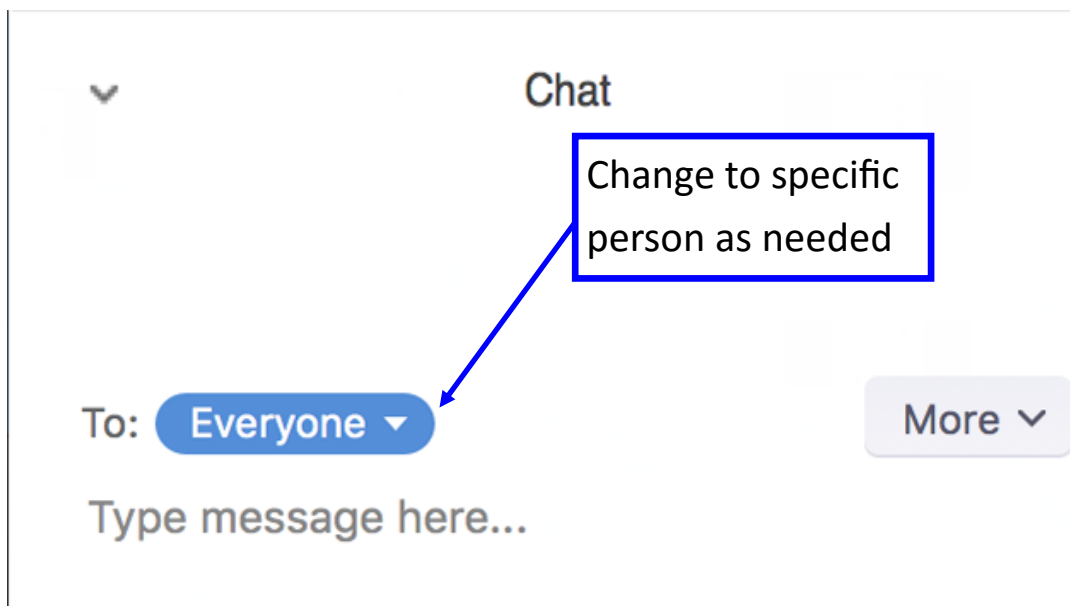 Chat
Change to specific
person as needed
To: Everyone
More
Type message here...